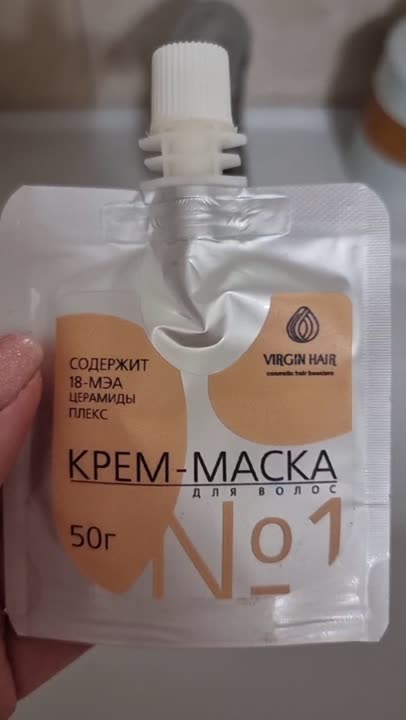 VIRGIN HAIR
cosmetic hair boosters
СОДЕРЖИТ
18-МЭА
ЦЕРАМИДЫ
ПЛЕКС
КРЕМ-МАСКА
ДЛЯ ВОЛОС
50г
№1